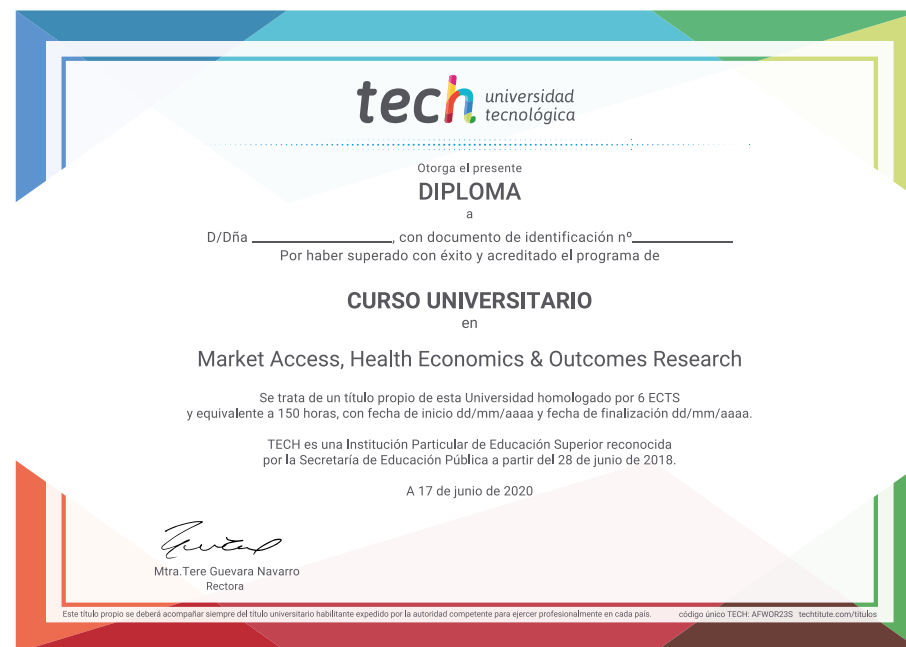 tech universidad
tecnológica
Otorga el presente
DIPLOMA
a
D/Dña ____________________, con documento de identificación nº______________
Por haber superado con éxito y acreditado el programa de
CURSO UNIVERSITARIO
en
Market Access, Health Economics & Outcomes Research
Se trata de un título propio de esta Universidad homologado por 6 ECTS
y equivalente a 150 horas, con fecha de inicio dd/mm/aaaa y fecha de finalización dd/mm/aaaa.
TECH es una Institución Particular de Educación Superior reconocida
por la Secretaría de Educación Pública a partir del 28 de junio de 2018.
A 17 de junio de 2020
Mtra.Tere Guevara Navarro
Rectora
Este título propio se deberá acompañar siempre del título universitario habilitante expedido por la autoridad competente para ejercer profesionalmente en cada país. código único TECH: AFWOR23S techtitute.com/títulos